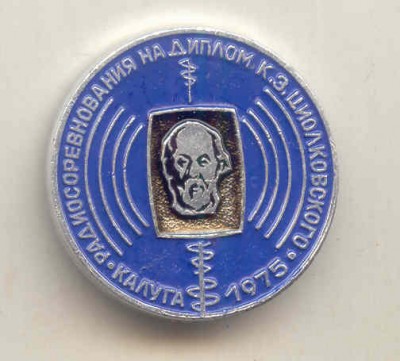 РАДИОСОРЕВНОВАНИЯ НА ДИПЛОМ К.Э.ЦИОЛКОВСКОГО
• КАЛУГА 1975 •